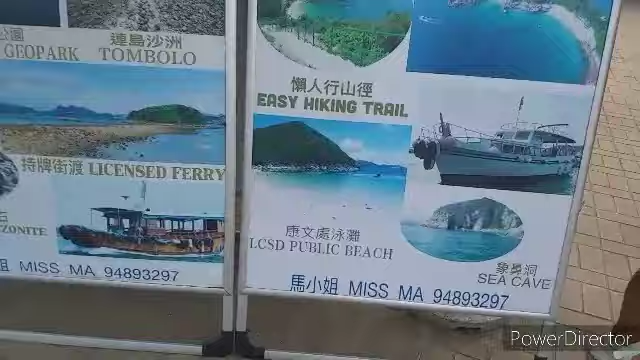 公園
GEOPARK
連島沙洲
TOMBOLO
持牌街渡 LICENSED FERRY
馬小姐 MISS MA 94893297
懶人行山徑
EASY HIKING TRAIL
康文處泳灘
LCSD PUBLIC BEACH
象鼻洞
SEA CAVE
馬小姐 MISS MA 94893297
PowerDirector